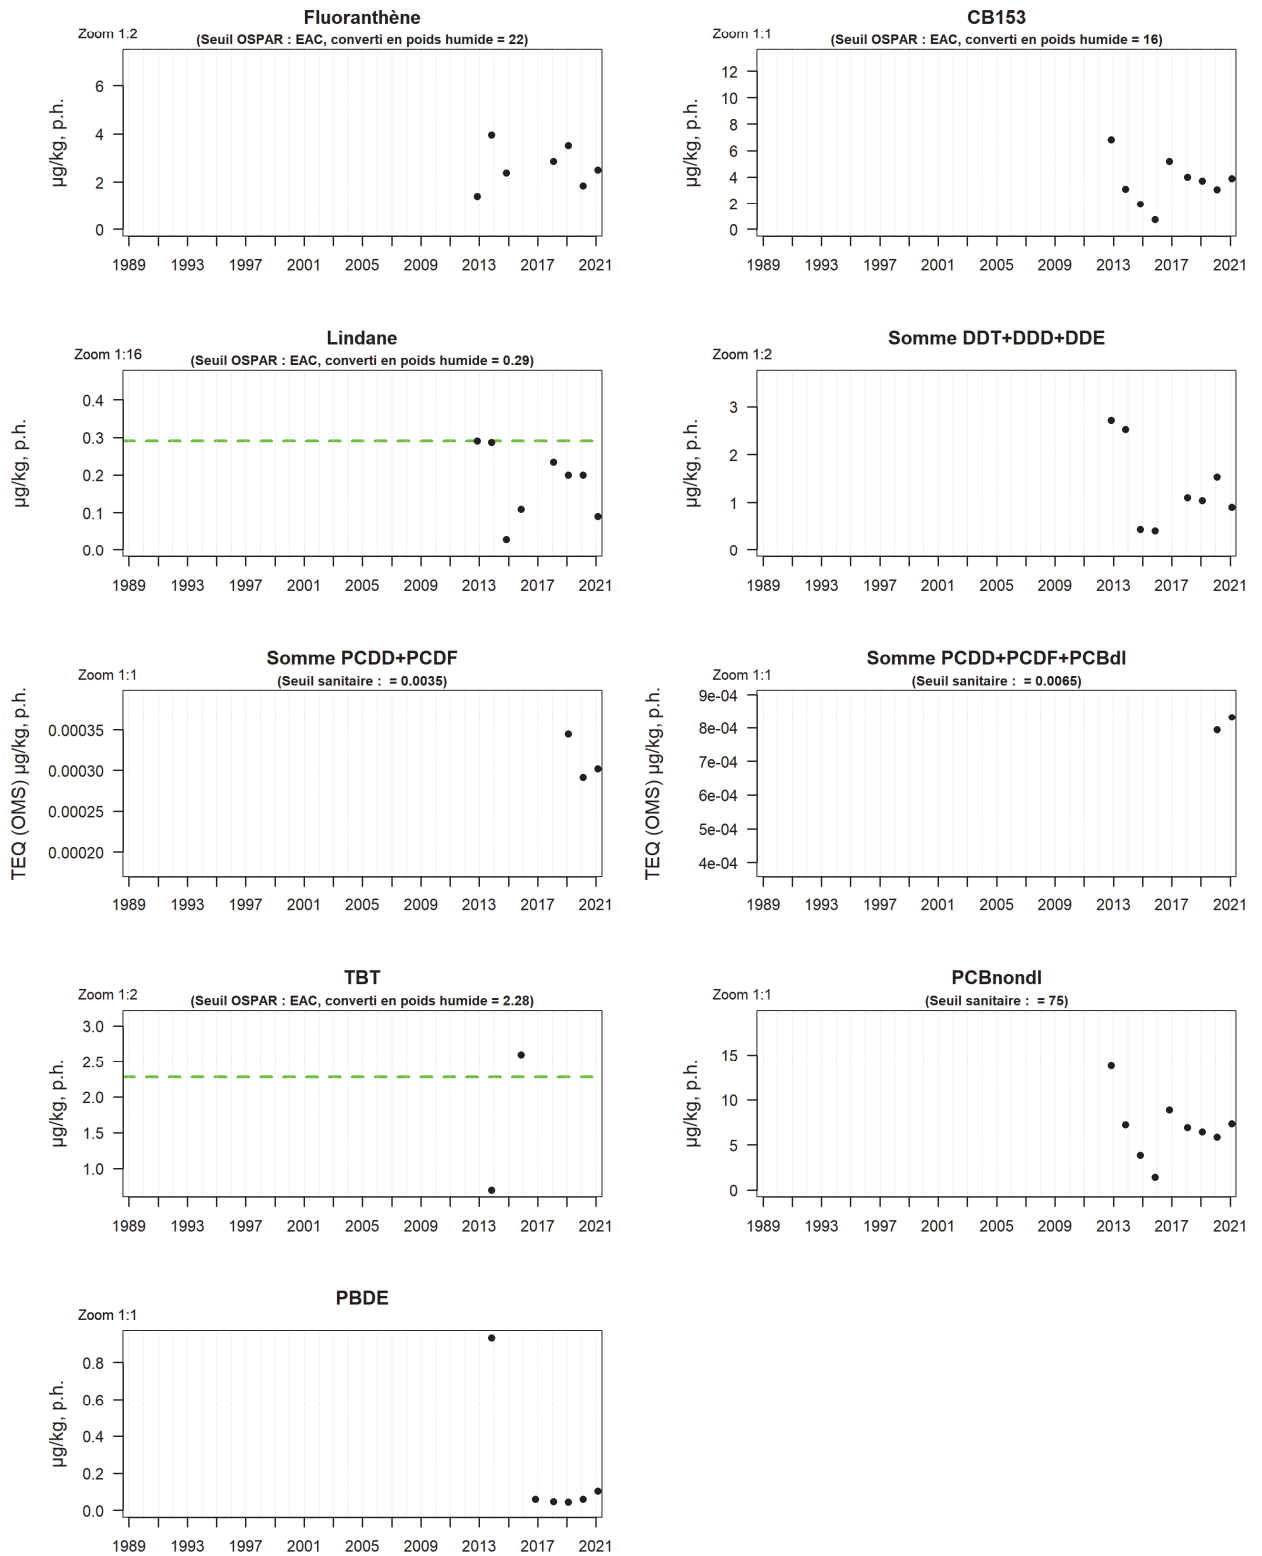 Fluoranthène
Zoom 1:2
(Seuil OSPAR : EAC, converti en poids humide = 22)
µg/kg, p.h.
6
4
2
0
1989 1993 1997 2001 2005 2009 2013 2017 2021
CB153
Zoom 1:1
(Seuil OSPAR : EAC, converti en poids humide = 16)
µg/kg, p.h.
12
10
8
6
4
2
0
1989 1993 1997 2001 2005 2009 2013 2017 2021
Lindane
Zoom 1:16
(Seuil OSPAR : EAC, converti en poids humide = 0.29)
µg/kg, p.h.
0.4
0.3
0.2
0.1
0.0
1989 1993 1997 2001 2005 2009 2013 2017 2021
Somme DDT+DDD+DDE
Zoom 1:2
µg/kg, p.h.
3
2
1
0
1989 1993 1997 2001 2005 2009 2013 2017 2021
Somme PCDD+PCDF
Zoom 1:1
(Seuil sanitaire : = 0.0035)
TEQ (OMS) µg/kg, p.h.
0.00035
0.00030
0.00025
0.00020
1989 1993 1997 2001 2005 2009 2013 2017 2021
Somme PCDD+PCDF+PCBdl
Zoom 1:1
(Seuil sanitaire : = 0.0065)
TEQ (OMS) µg/kg, p.h.
9e-04
8e-04
7e-04
6e-04
5e-04
4e-04
1989 1993 1997 2001 2005 2009 2013 2017 2021
TBT
Zoom 1:2
(Seuil OSPAR : EAC, converti en poids humide = 2.28)
µg/kg, p.h.
3.0
2.5
2.0
1.5
1.0
1989 1993 1997 2001 2005 2009 2013 2017 2021
PCBnondl
Zoom 1:1
(Seuil sanitaire : = 75)
µg/kg, p.h.
15
10
5
0
1989 1993 1997 2001 2005 2009 2013 2017 2021
PBDE
Zoom 1:1
µg/kg, p.h.
0.8
0.6
0.4
0.2
0.0
1989 1993 1997 2001 2005 2009 2013 2017 2021